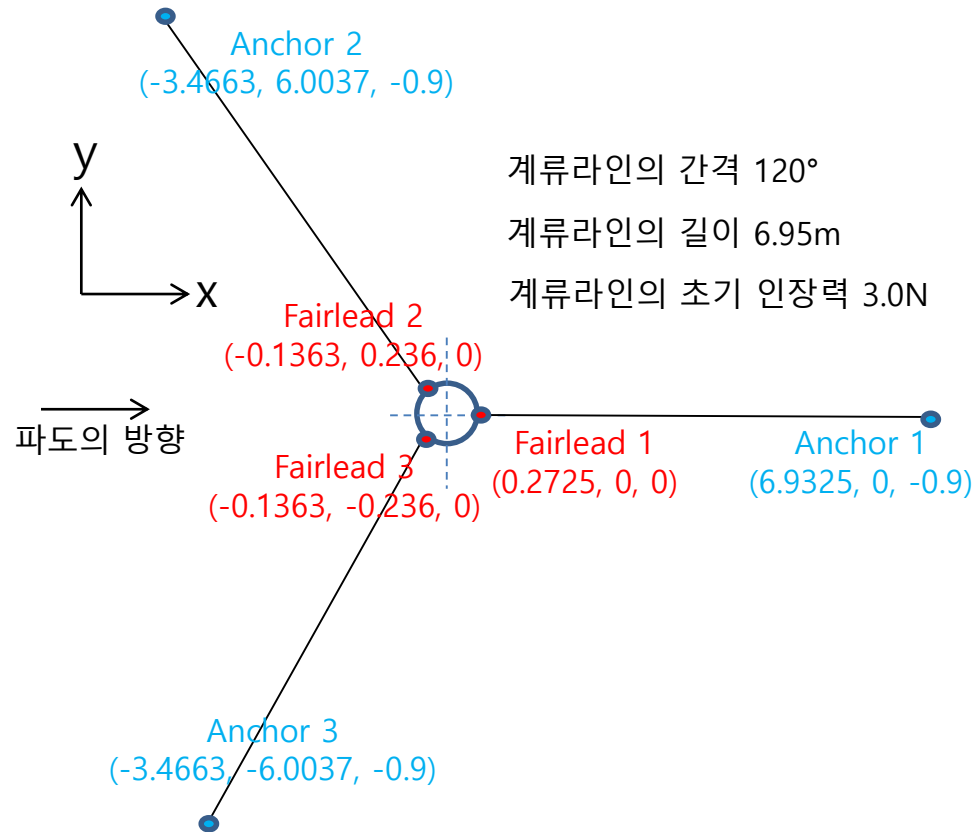 Anchor 2
(-3.4663, 6.0037, -0.9)
y
x
계류라인의 간격 120°
계류라인의 길이 6.95m
계류라인의 초기 인장력 3.0N
Fairlead 2
(-0.1363, 0.236, 0)
파도의 방향
Fairlead 3
(-0.1363, -0.236, 0)
Fairlead 1
(0.2725, 0, 0)
Anchor 1
(6.9325, 0, -0.9)
Anchor 3
(-3.4663, -6.0037, -0.9)